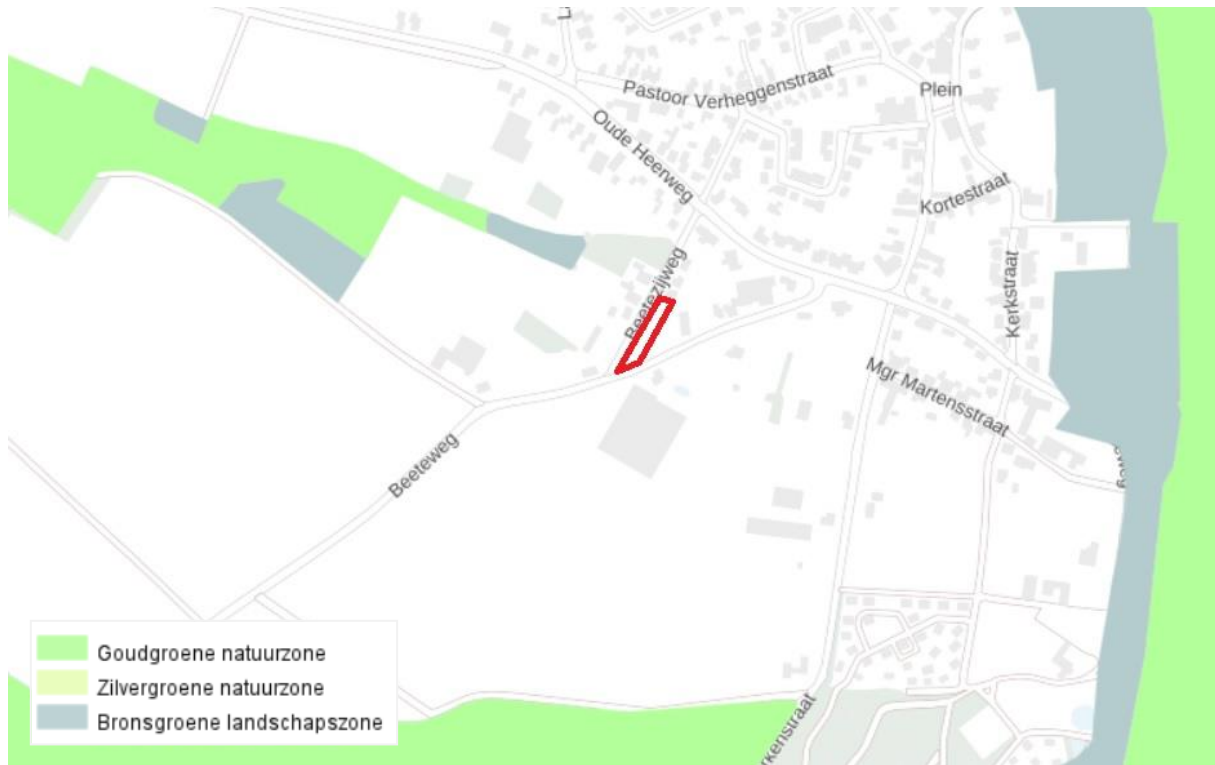 Pastoor Verheggenstraat
Plein
Oude Heerweg
Kortestraat
Beetezijweg
Kerkstraat
Mgr Martensstraat
Beeteweg
Goudgroene natuurzone
Zilvergroene natuurzone
Bronsgroene landschapszone